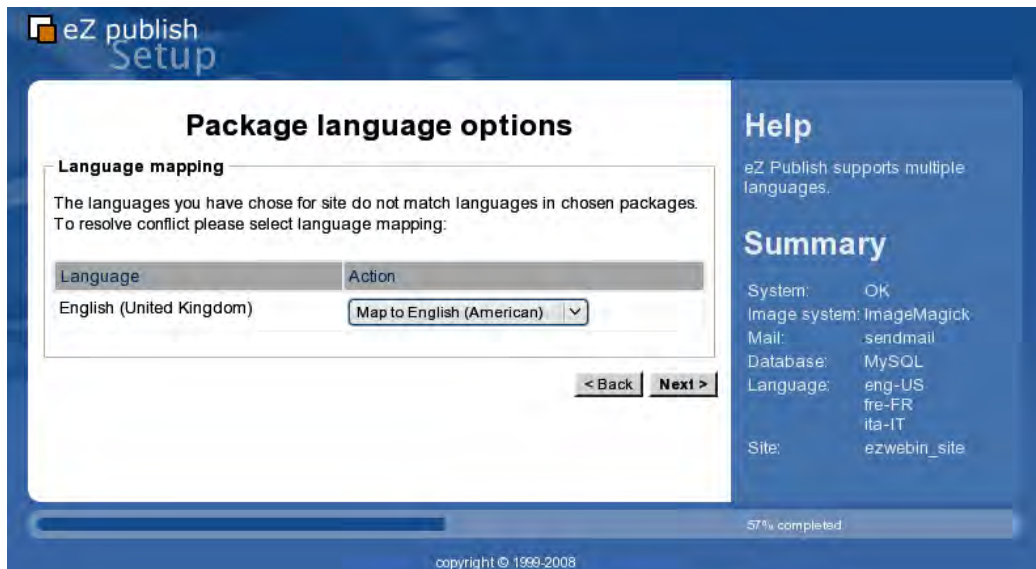 eZ publish
Setup
Package language options
Language mapping
The languages you have chose for site do not match languages in chosen packages.
To resolve conflict please select language mapping:
Language Action
English (United Kingdom) Map to English (American)
< Back Next >
Help
eZ Publish supports multiple
languages.
Summary
System: OK
Image system: ImageMagick
Mail: sendmail
Database: MySQL
Language: eng-US
fre-FR
ita-IT
Site: ezwebin_site
57% completed
copyright © 1999-2008